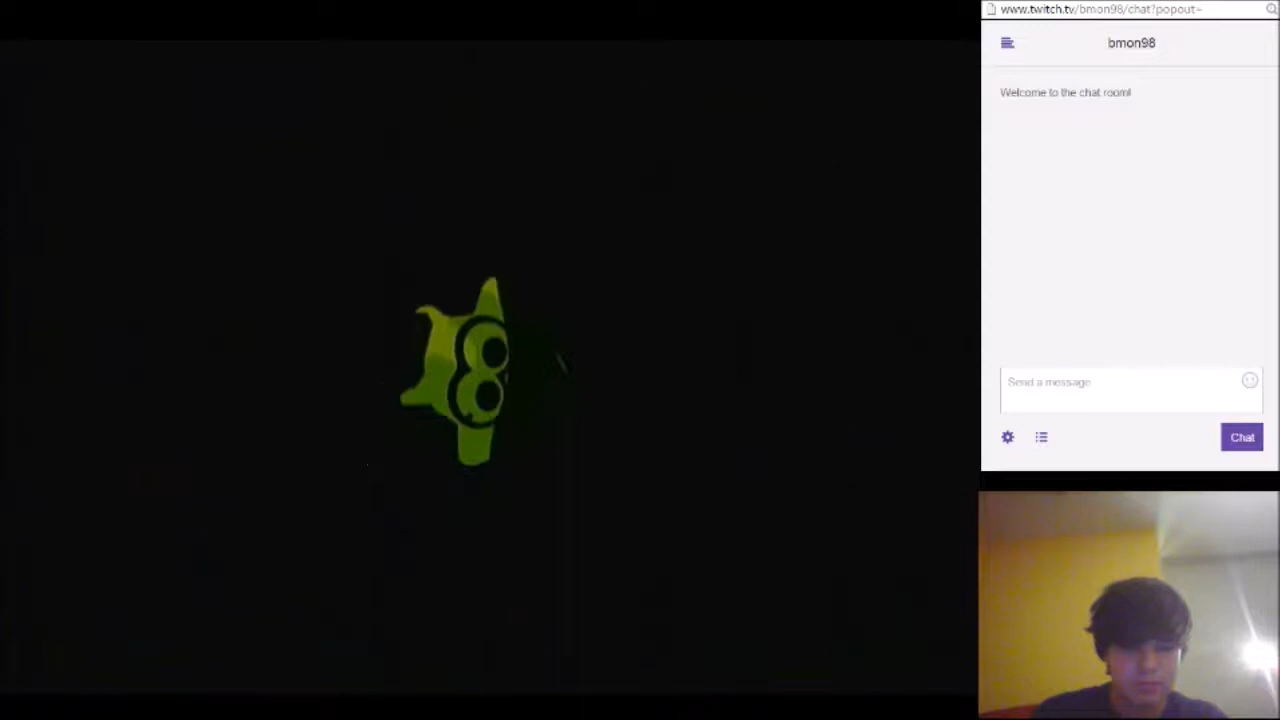 www.twitch.tv/bmon98/chat?popout=
bmon98
Welcome to the chat room!
Send a message
Chat